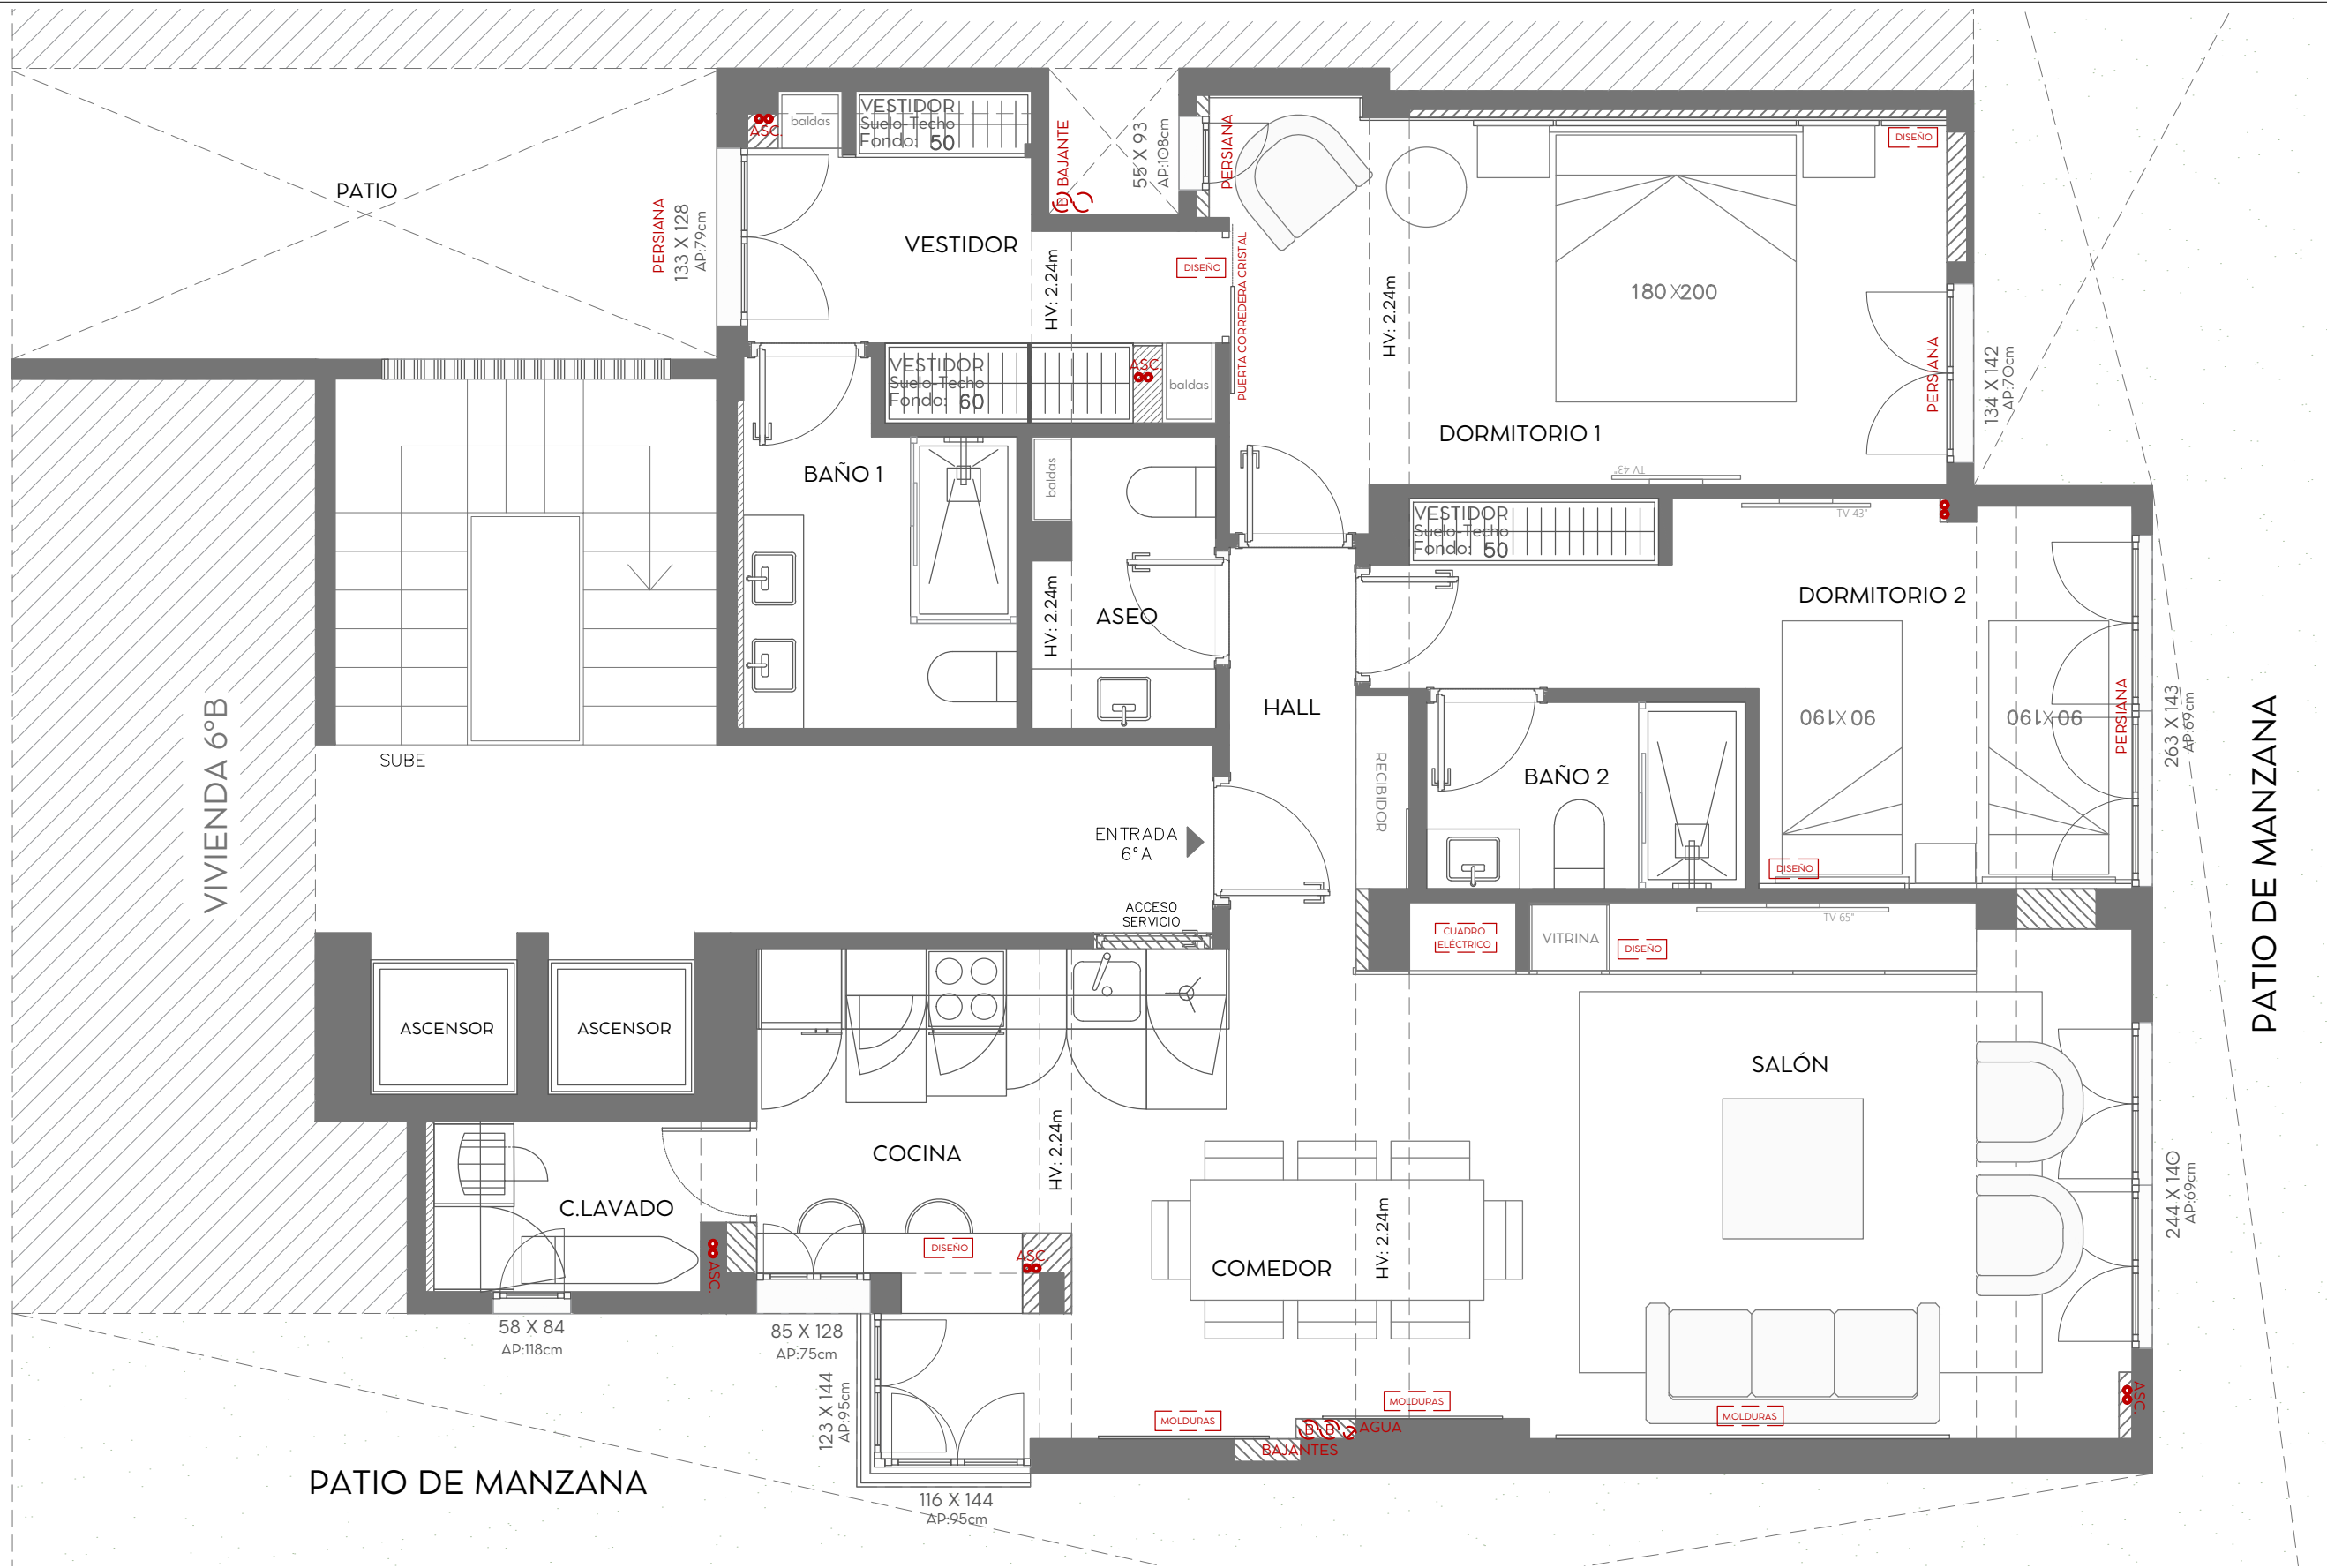 VESTIDOR
Suelo-Techo
Fondo: 50
baldas
ASC.
B BAJANTE
55 X 93
AP:108cm
PERSIANA
DISEÑO
PATIO
PERSIANA
133 X 128
AP:79cm
VESTIDOR
HV: 2.24m
DISEÑO
PUERTA CORREDERA CRISTAL
HV: 2.24m
180 X 200
PERSIANA
134 X 142
AP:70cm
VESTIDOR
Suelo-Techo
Fondo: 60
ASC.
baldas
DORMITORIO 1
TV 43"
BAÑO 1
baldas
VESTIDOR
Suelo-Techo
Fondo: 50
TV 43"
HV: 2.24m
ASEO
DORMITORIO 2
HALL
90 X 190
90 X 190
PERSIANA
263 X 143
AP:69cm
PATIO DE MANZANA
VIVIENDA 6ºB
SUBE
RECIBIDOR
BAÑO 2
ENTRADA
6ªA
DISEÑO
ACCESO
SERVICIO
CUADRO
ELÉCTRICO
VITRINA
DISEÑO
TV 65"
ASCENSOR
ASCENSOR
SALÓN
COCINA
HV: 2.24m
C.LAVADO
DISEÑO
ASC.
ASC
COMEDOR
HV: 2.24m
244 X 140
AP:69cm
58 X 84
AP:118cm
85 X 128
AP:75cm
123 X 144
AP:95cm
MOLDURAS
MOLDURAS
MOLDURAS
ASC.
B B AGUA
BAJANTES
PATIO DE MANZANA
116 X 144
AP:95cm